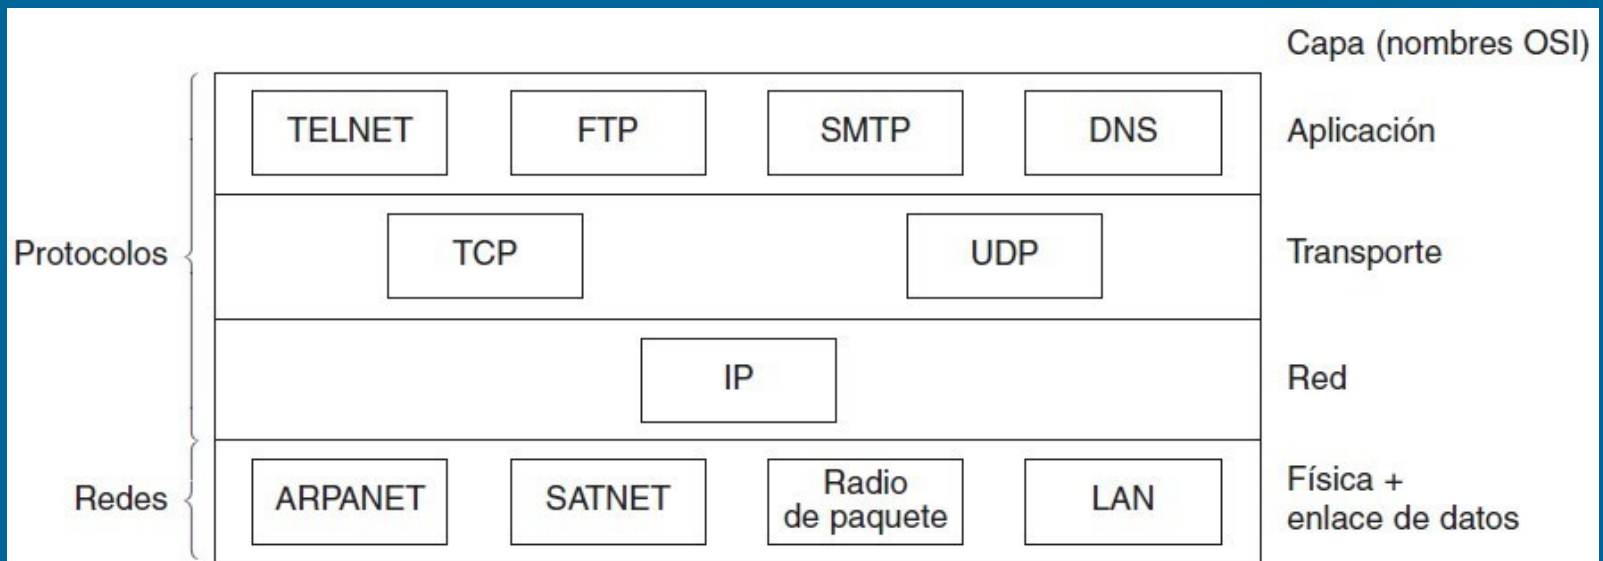 Capa (nombres OSI)
TELNET FTP SMTP DNS Aplicación
Protocolos TCP UDP Transporte
IP Red
Redes ARPANET SATNET Radio de paquete LAN Física +
enlace de datos